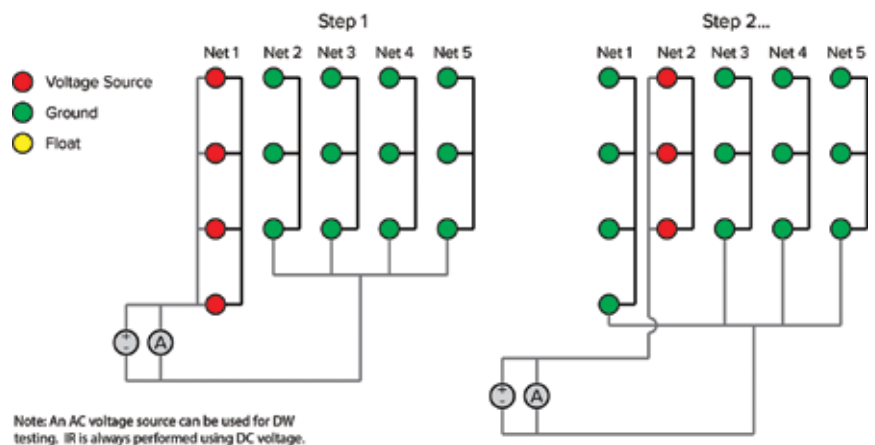 Step 1
Step 2...
Net 1 Net 2 Net 3 Net 4 Net 5
Net 1 Net 2 Net 3 Net 4 Net 5
Voltage Source
Ground
Float
+
-
A
+
-
A
Note: An AC voltage source can be used for DW
testing. IR is always performed using DC voltage.